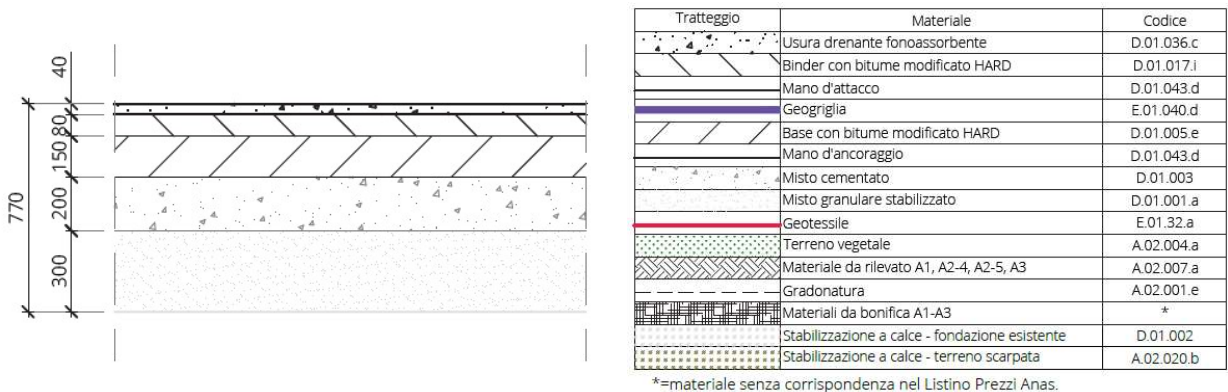 40
80
150
200
300
770
Tratteggio Materiale Codice
Usura drenante fonoassorbente D.01.036.c
Binder con bitume modificato HARD D.01.017.i
Mano d'attacco D.01.043.d
Geogriglia E.01.040.d
Base con bitume modificato HARD D.01.005.e
Mano d'ancoraggio D.01.043.d
Misto cementato D.01.003
Misto granulare stabilizzato D.01.001.a
Geotessile E.01.32.a
Terreno vegetale A.02.004.a
Materiale da rilevato A1, A2-4, A2-5, A3 A.02.007.a
Gradonatura A.02.001.e
Materiali da bonifica A1-A3 *
Stabilizzazione a calce - fondazione esistente D.01.002
Stabilizzazione a calce - terreno scarpata A.02.020.b
*=materiale senza corrispondenza nel Listino Prezzi Anas.